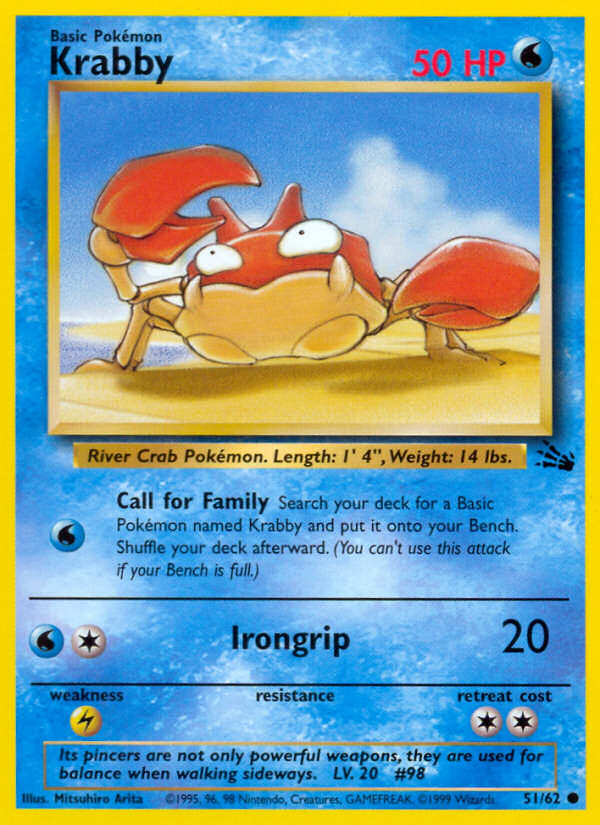 Basic Pokémon
Krabby
50 HP
River Crab Pokémon. Length: 1' 4", Weight: 14 lbs.
Call for Family Search your deck for a Basic
Pokémon named Krabby and put it onto your Bench.
Shuffle your deck afterward. (You can't use this attack
if your Bench is full.)
Irongrip 20
weakness resistance retreat cost
Its pincers are not only powerful weapons, they are used for
balance when walking sideways. LV. 20 #98
Illus. Mitsuhiro Arita ©1995, 96, 98 Nintendo, Creatures, GAMEFREAK. ©1999 Wizards. 51/62